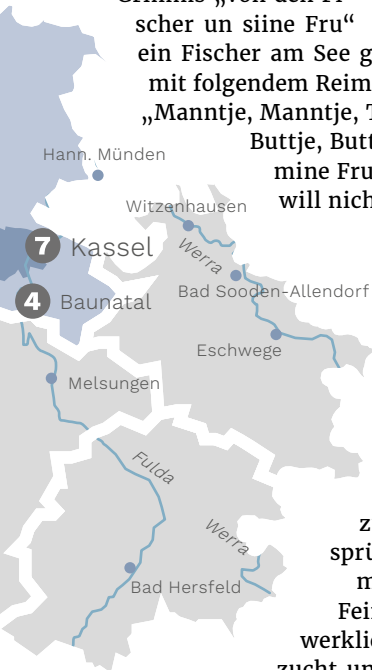 scher un siine Fru“
ein Fischer am See g
mit folgendem Reim
„Manntje, Manntje, T
Buttje, Butt
mine Fru
will nich
Hann. Münden
Witzenhausen
Werra
7 Kassel
Bad Sooden-Allendorf
4 Baunatal
Eschwege
Melsungen
Fulda
Werra
Bad Hersfeld
z
sprü
m
Fei
werkli
zucht un